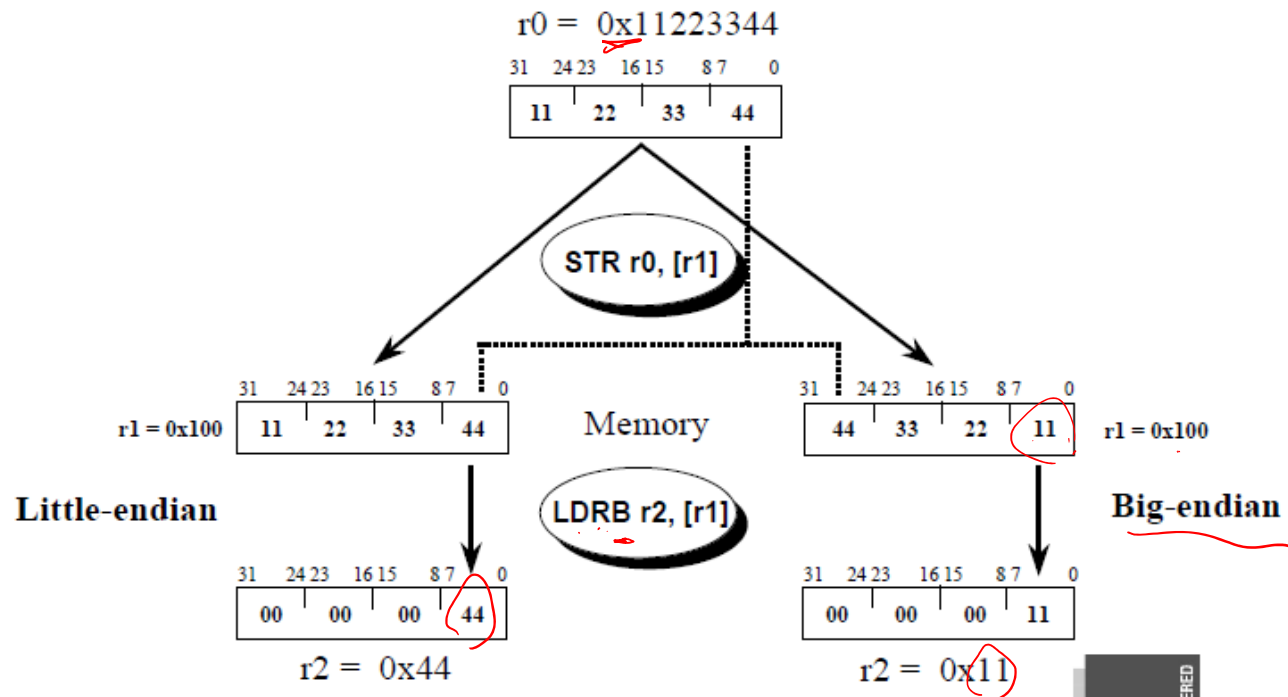 r0 = 0x11223344
31 24 23 16 15 8 7 0
11 22 33 44
STR r0, [r1]
31 24 23 16 15 8 7 0
r1 = 0x100 11 22 33 44
Memory
31 24 23 16 15 8 7 0
44 33 22 11 r1 = 0x100
Little-endian
LDRB r2, [r1]
Big-endian
31 24 23 16 15 8 7 0
00 00 00 44
r2 = 0x44
31 24 23 16 15 8 7 0
00 00 00 11
r2 = 0x11
ERED